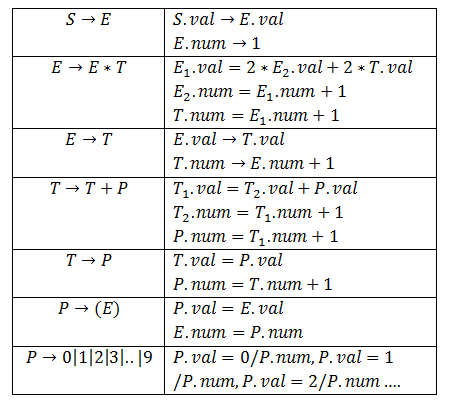 S → E
S.val → E.val
E.num → 1
E → E * T
E₁.val = 2 * E₂.val + 2 * T.val
E₂.num = E₁.num + 1
T.num = E₁.num + 1
E → T
E.val → T.val
T.num → E.num + 1
T → T + P
T₁.val = T₂.val + P.val
T₂.num = T₁.num + 1
P.num = T₁.num + 1
T → P
T.val = P.val
P.num = T.num + 1
P → (E)
P.val = E.val
E.num = P.num
P → 0|1|2|3|..|9
P.val = 0/P.num, P.val = 1
/P.num, P.val = 2/P.num ....